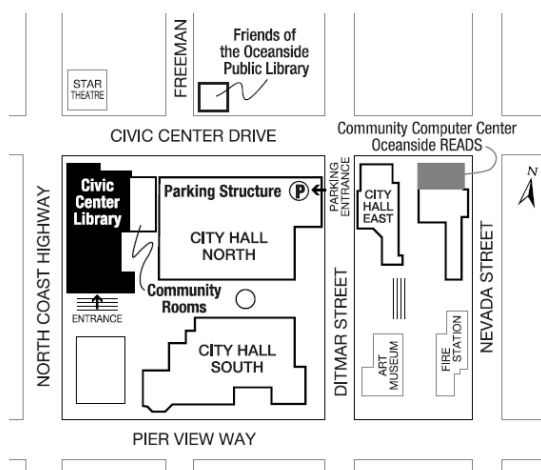 FREEMAN
Friends of
the Oceanside
Public Library
STAR
THEATRE
CIVIC CENTER DRIVE
Community Computer Center
Oceanside READS
Civic
Center
Library
Parking Structure P
PARKING
ENTRANCE
CITY HALL
NORTH
CITY
HALL
EAST
N
NORTH COAST HIGHWAY
Community
Rooms
ENTRANCE
DITMAR STREET
NEVADA STREET
CITY HALL
SOUTH
ART
MUSEUM
FIRE
STATION
PIER VIEW WAY